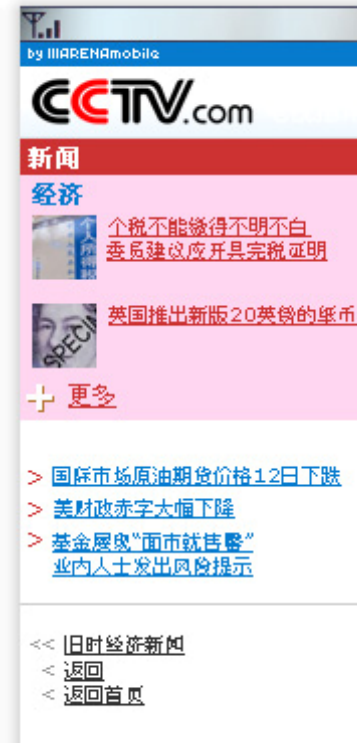 by IIIARENAmobile
CCTV.com
新闻
经济
个税不能缴得不明不白
委员建议应开具完税证明
SPECI
英国推出新版20英镑的纸币
更多
> 国际市场原油期货价格12日下跌
> 美财政赤字大幅下降
> 基金屡现“面市就售罄”
业内人士发出风险提示
<< 旧时经济新闻
< 返回
< 返回首页